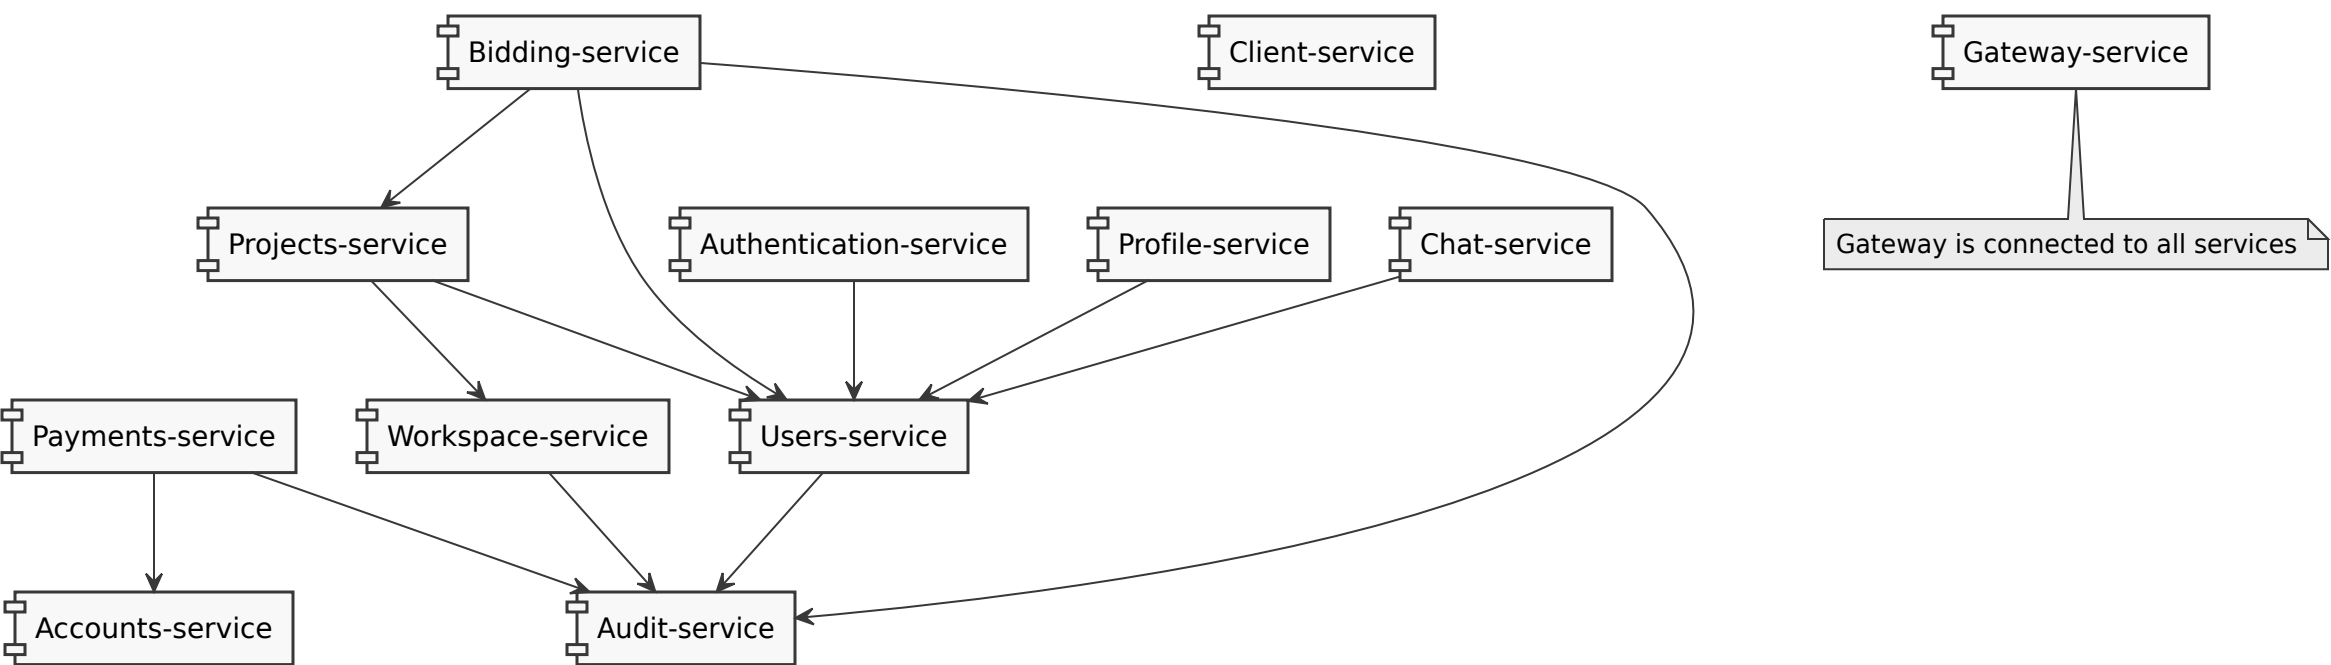 Bidding-service
Client-service
Gateway-service
Projects-service
Authentication-service
Profile-service
Chat-service
Gateway is connected to all services
Payments-service
Workspace-service
Users-service
Accounts-service
Audit-service